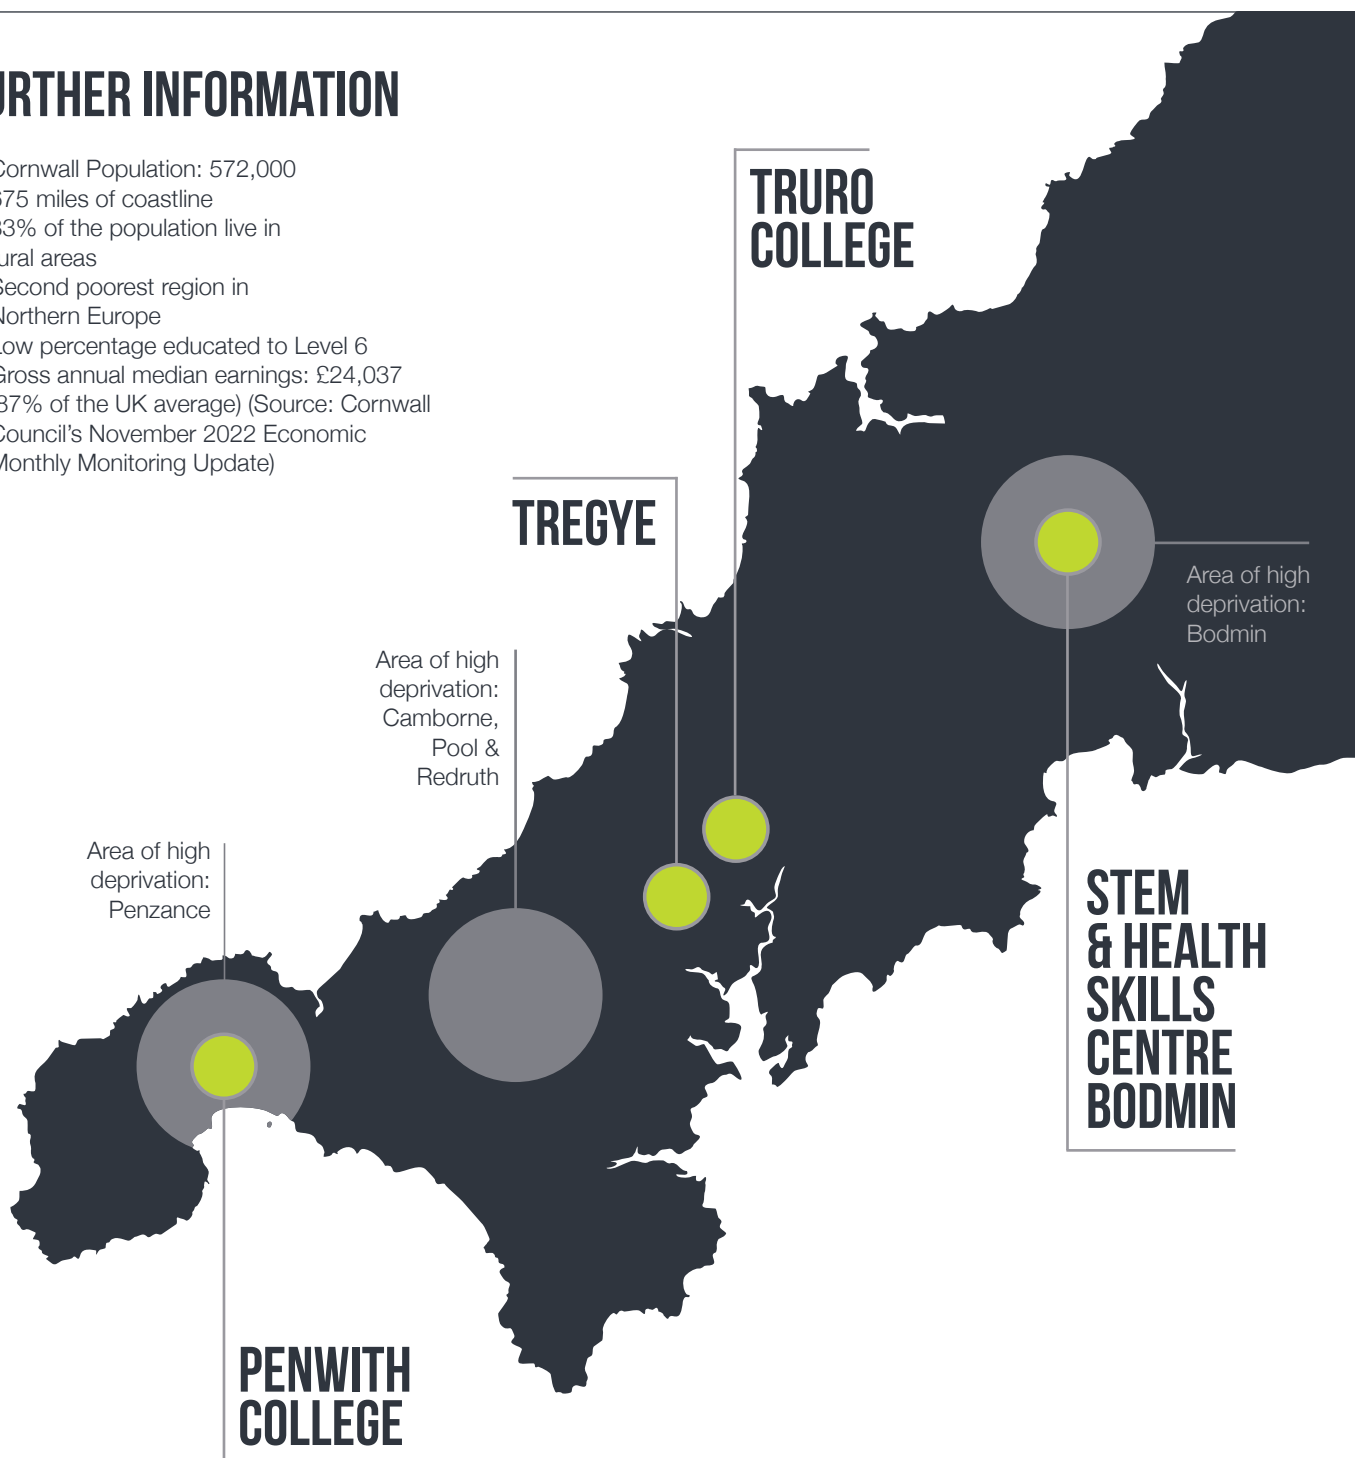 URTHER INFORMATION
Cornwall Population: 572,000
675 miles of coastline
of the population live in
rural areas
Second poorest region in
Northern Europe
Low percentage educated to Level 6
Gross annual median earnings: £24,037
87% of the UK average) (Source: Cornwall
Council's November 2022 Economic
Monthly Monitoring Update)
TRURO
COLLEGE
TREGYE
Area of high
deprivation:
Bodmin
Area of high
deprivation:
Camborne,
Pool &
Redruth
Area of high
deprivation:
Penzance
STEM
& HEALTH
SKILLS
CENTRE
BODMIN
PENWITH
COLLEGE